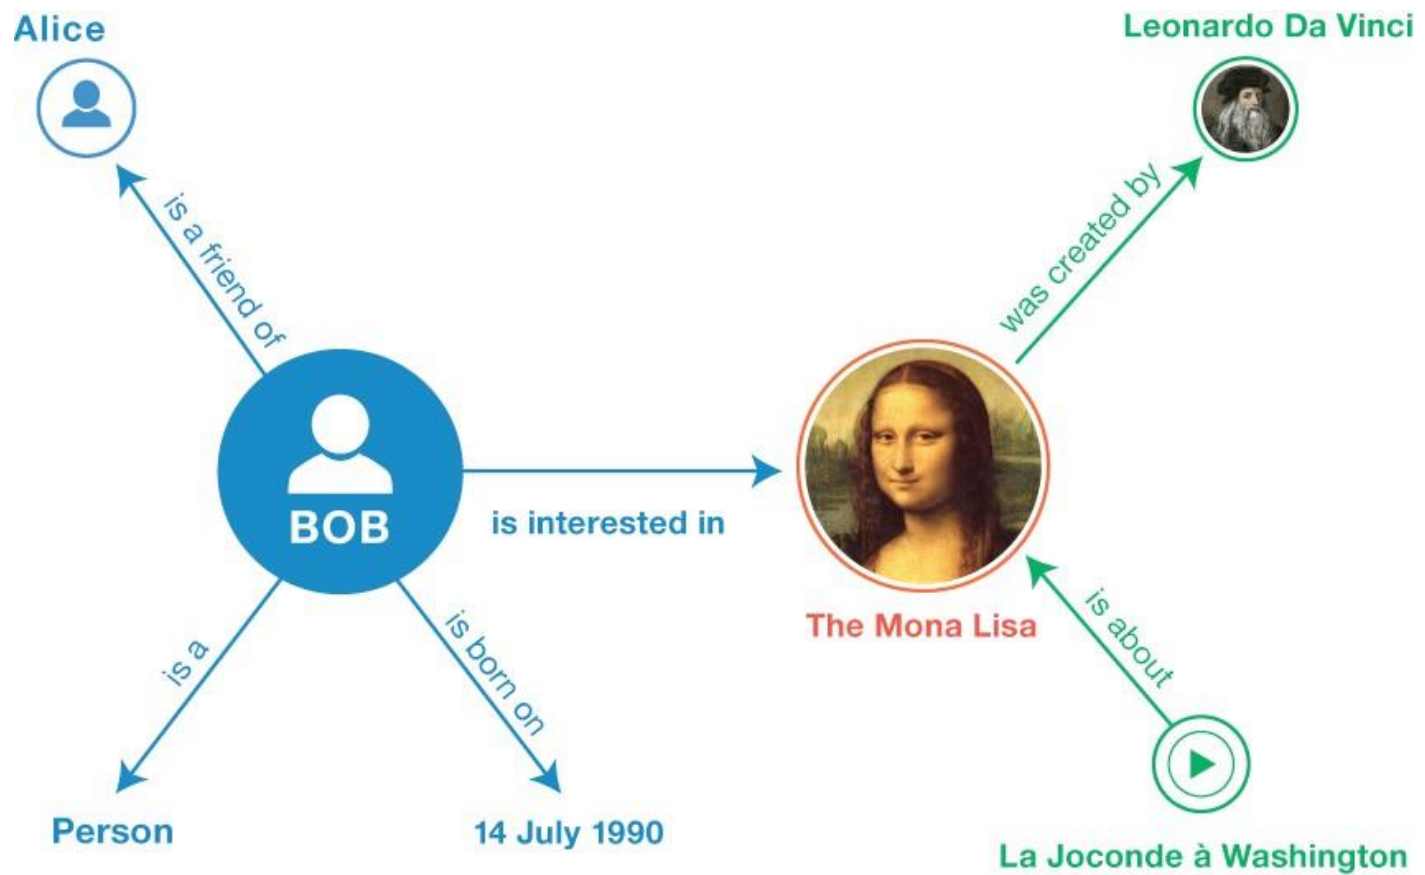 Alice
Leonardo Da Vinci
is a friend of
was created by
BOB
is interested in
The Mona Lisa
is a
is born on
is about
Person
14 July 1990
La Joconde à Washington